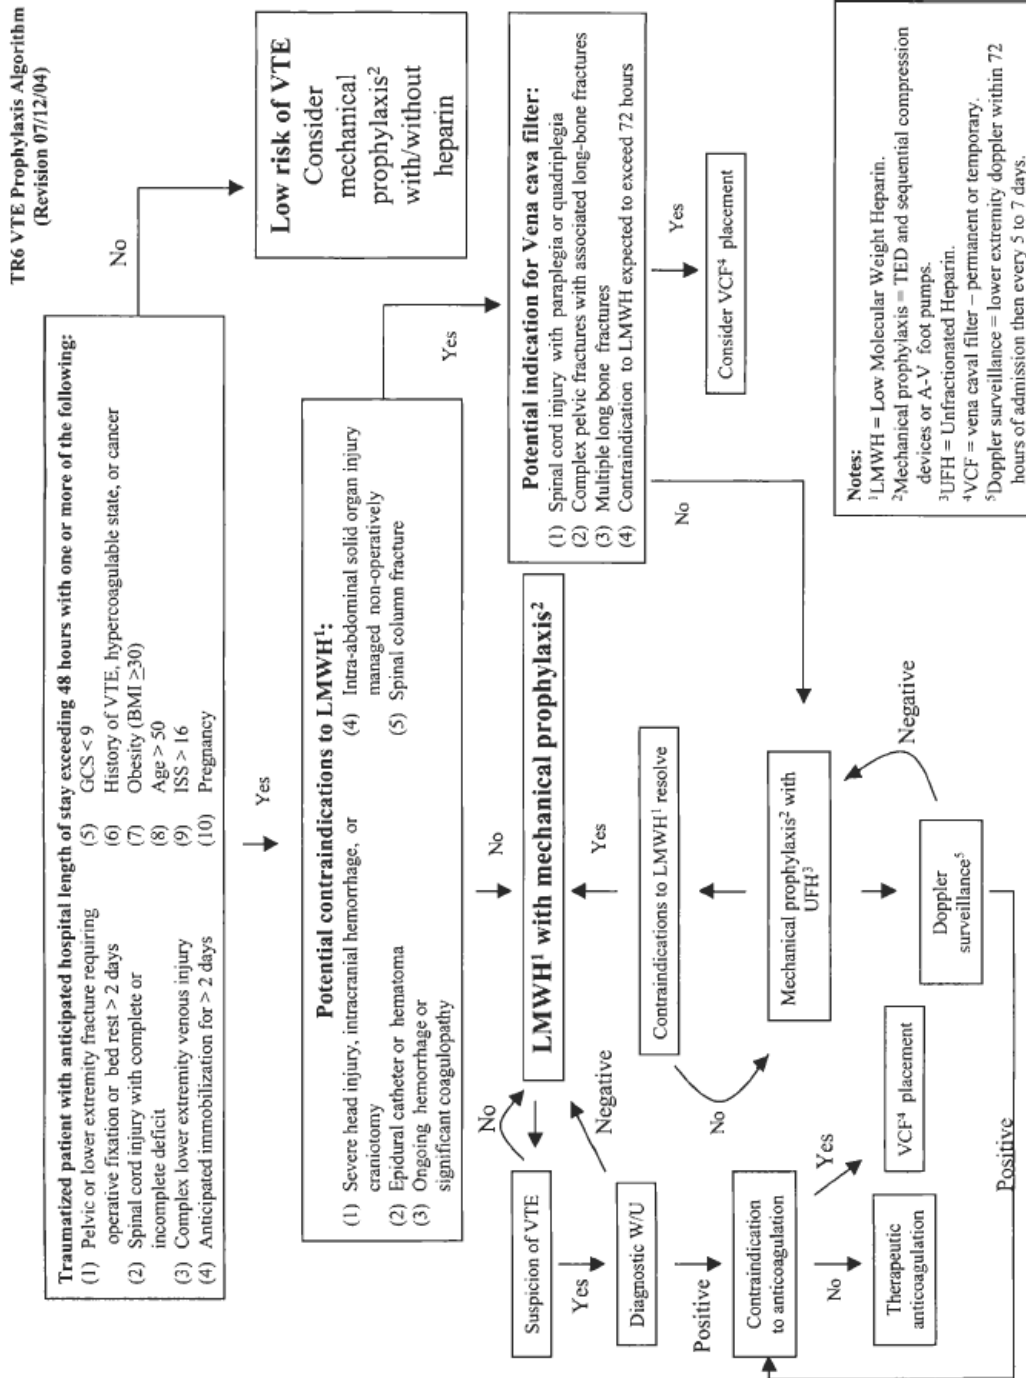 TR6 VTE Prophylaxis Algorithm
(Revision 07/12/04)
Traumatized patient with anticipated hospital length of stay exceeding 48 hours with one or more of the following:
(1) Pelvic or lower extremity fracture requiring
operative fixation or bed rest > 2 days
(2) Spinal cord injury with complete or
incomplete deficit
(3) Complex lower extremity venous injury
(4) Anticipated immobilization for > 2 days
(5) GCS < 9
(6) History of VTE, hypercoagulable state, or cancer
(7) Obesity (BMI ≥30)
(8) Age > 50
(9) ISS > 16
(10) Pregnancy
No
Low risk of VTE
Consider
mechanical
prophylaxis²
with/without
heparin
Yes
Potential contraindications to LMWH¹:
(1) Severe head injury, intracranial hemorrhage, or
craniotomy
(2) Epidural catheter or hematoma
(3) Ongoing hemorrhage or
significant coagulopathy
(4) Intra-abdominal solid organ injury
managed non-operatively
(5) Spinal column fracture
Yes
Potential indication for Vena cava filter:
(1) Spinal cord injury with paraplegia or quadriplegia
(2) Complex pelvic fractures with associated long-bone fractures
(3) Multiple long bone fractures
(4) Contraindication to LMWH expected to exceed 72 hours
Yes
Consider VCF⁴ placement
No
No
LMWH¹ with mechanical prophylaxis²
No
Suspicion of VTE
Negative
Yes
Diagnostic W/U
Positive
Contraindication
to anticoagulation
Yes
VCF⁴ placement
No
Therapeutic
anticoagulation
Yes
Contraindications to LMWH¹ resolve
No
Mechanical prophylaxis² with
UFH³
Negative
Doppler
surveillance⁵
Positive
Notes:
¹LMWH = Low Molecular Weight Heparin.
²Mechanical prophylaxis = TED and sequential compression
devices or A-V foot pumps.
³UFH = Unfractionated Heparin.
⁴VCF = vena caval filter – permanent or temporary.
⁵Doppler surveillance = lower extremity doppler within 72
hours of admission then every 5 to 7 days.